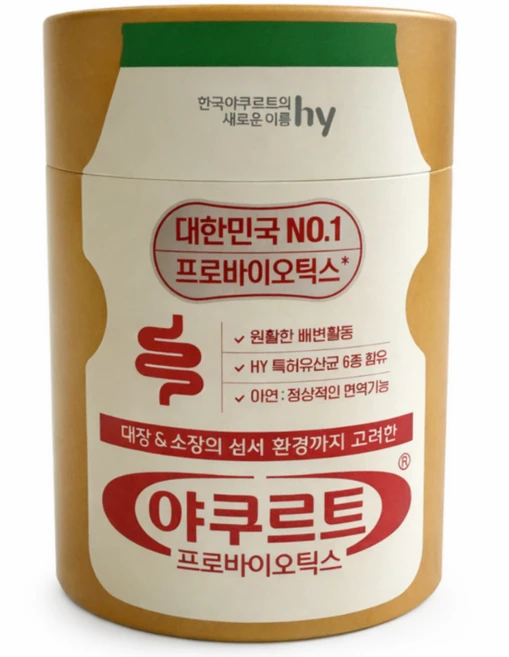 한국야쿠르트의
새로운 이름 hy
대한민국 NO.1
프로바이오틱스*
✓ 원활한 배변활동
✓ HY 특허유산균 6종 함유
✓ 아연 : 정상적인 면역기능
대장 & 소장의 섬서 환경까지 고려한
야쿠르트®
프로바이오틱스